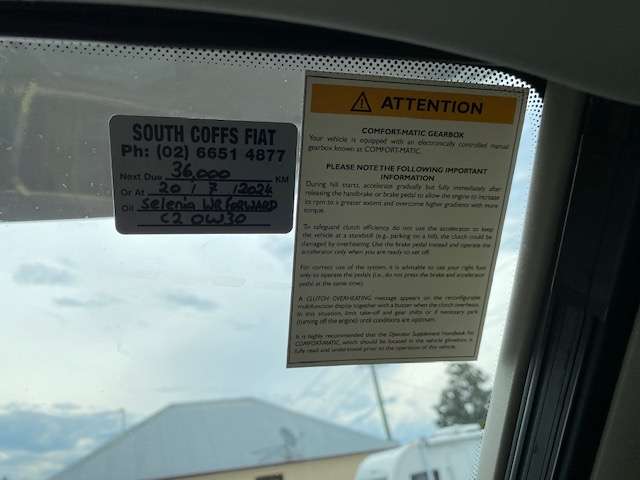 SOUTH COFFS FIAT
Ph: (02) 6651 4877
Next Due 36,000 KM
Or At 20 / 7 / 2024
Oil Selenia WR FORWARD
C2 0W30
ATTENTION
COMFORT-MATIC GEARBOX
Your vehicle is equipped with an electronically controlled manual
gearbox known as COMFORT-MATIC.
PLEASE NOTE THE FOLLOWING IMPORTANT
INFORMATION
During hill starts, accelerate gradually but fully immediately after
releasing the handbrake or brake pedal to allow the engine to increase
its rpm to a greater extent and overcome higher gradients with more
torque.
To safeguard clutch efficiency do not use the accelerator to keep
the vehicle at a standstill (e.g. parking on a hill), the clutch could be
damaged by overheating. Use the brake pedal instead and operate the
accelerator only when you are ready to set off.
For correct use of the system, it is advisable to use your right foot
only to operate the pedals (i.e., do not press the brake and accelerator
pedal at the same time).
A CLUTCH OVERHEATING message appears on the reconfigurable
multifunction display together with a buzzer when the clutch overheats.
In this situation, limit take-off and gear shifts or if necessary park
(turning off the engine) until conditions are optimum.
It is highly recommended that the Operator Supplement Handbook for
COMFORT-MATIC, which should be located in the vehicle glovebox, is
fully read and understood prior to the operation of this vehicle.